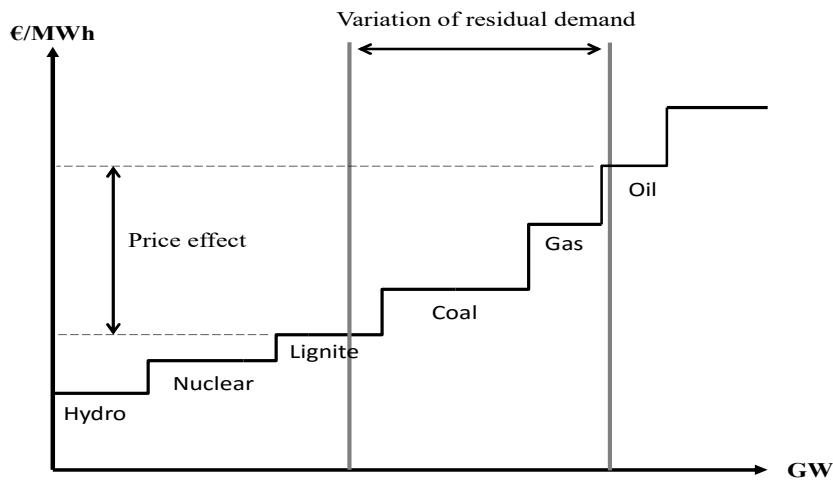 Variation of residual demand
€/MWh
Oil
Gas
Price effect
Coal
Lignite
Nuclear
Hydro
GW